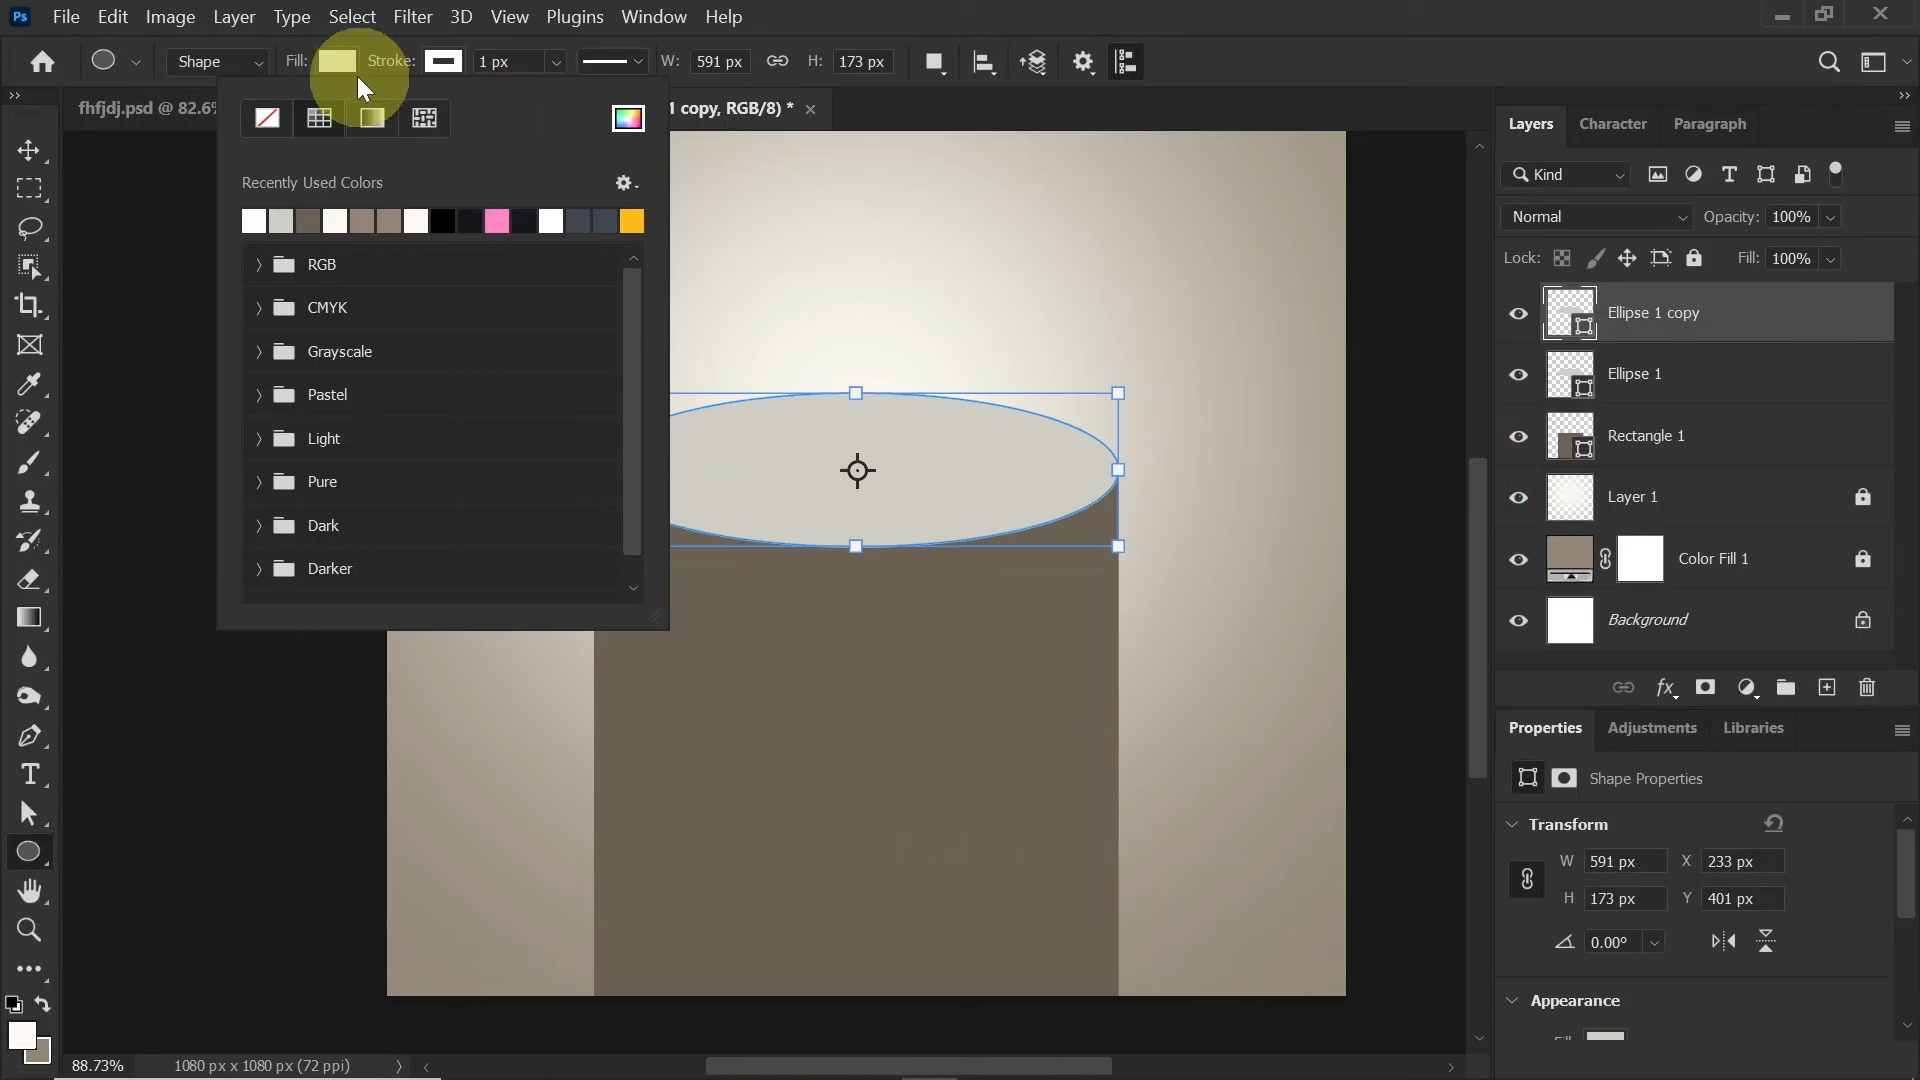 Ps File Edit Image Layer Type Select Filter 3D View Plugins Window Help
Shape Fill: Stroke: 1 px W: 591 px H: 173 px
fhfjdj.psd @ 82.6%
1 copy, RGB/8) *
Recently Used Colors
RGB
CMYK
Grayscale
Pastel
Light
Pure
Dark
Darker
Layers Character Paragraph
Kind
Normal Opacity: 100%
Lock: Fill: 100%
Ellipse 1 copy
Ellipse 1
Rectangle 1
Layer 1
Color Fill 1
Background
fx
Properties Adjustments Libraries
Shape Properties
Transform
W 591 px X 233 px
H 173 px Y 401 px
0.00°
Appearance
88.73% 1080 px x 1080 px (72 ppi)